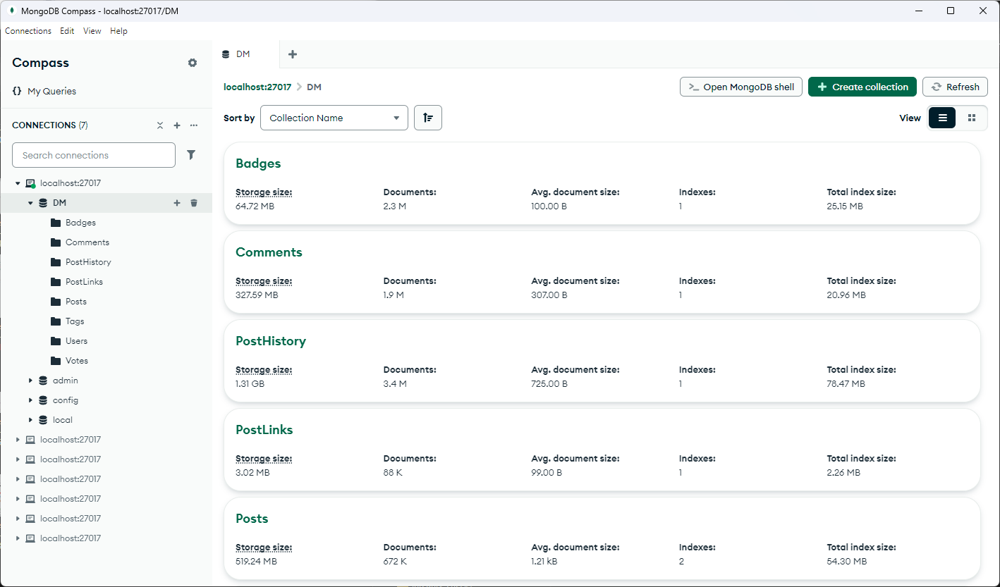 MongoDB Compass - localhost:27017/DM
Connections Edit View Help
Compass
My Queries
CONNECTIONS (7)
Search connections
localhost:27017
DM
Badges
Comments
PostHistory
PostLinks
Posts
Tags
Users
Votes
admin
config
local
localhost:27017
localhost:27017
localhost:27017
localhost:27017
localhost:27017
localhost:27017
DM
localhost:27017 > DM
Open MongoDB shell
Create collection
Refresh
Sort by Collection Name
View
Badges
Storage size: Documents: Avg. document size: Indexes: Total index size:
64.72 MB 2.3 M 100.00 B 1 25.15 MB
Comments
Storage size: Documents: Avg. document size: Indexes: Total index size:
327.59 MB 1.9 M 307.00 B 1 20.96 MB
PostHistory
Storage size: Documents: Avg. document size: Indexes: Total index size:
1.31 GB 3.4 M 725.00 B 1 78.47 MB
PostLinks
Storage size: Documents: Avg. document size: Indexes: Total index size:
3.02 MB 88 K 99.00 B 1 2.26 MB
Posts
Storage size: Documents: Avg. document size: Indexes: Total index size:
519.24 MB 672 K 1.21 kB 2 54.30 MB